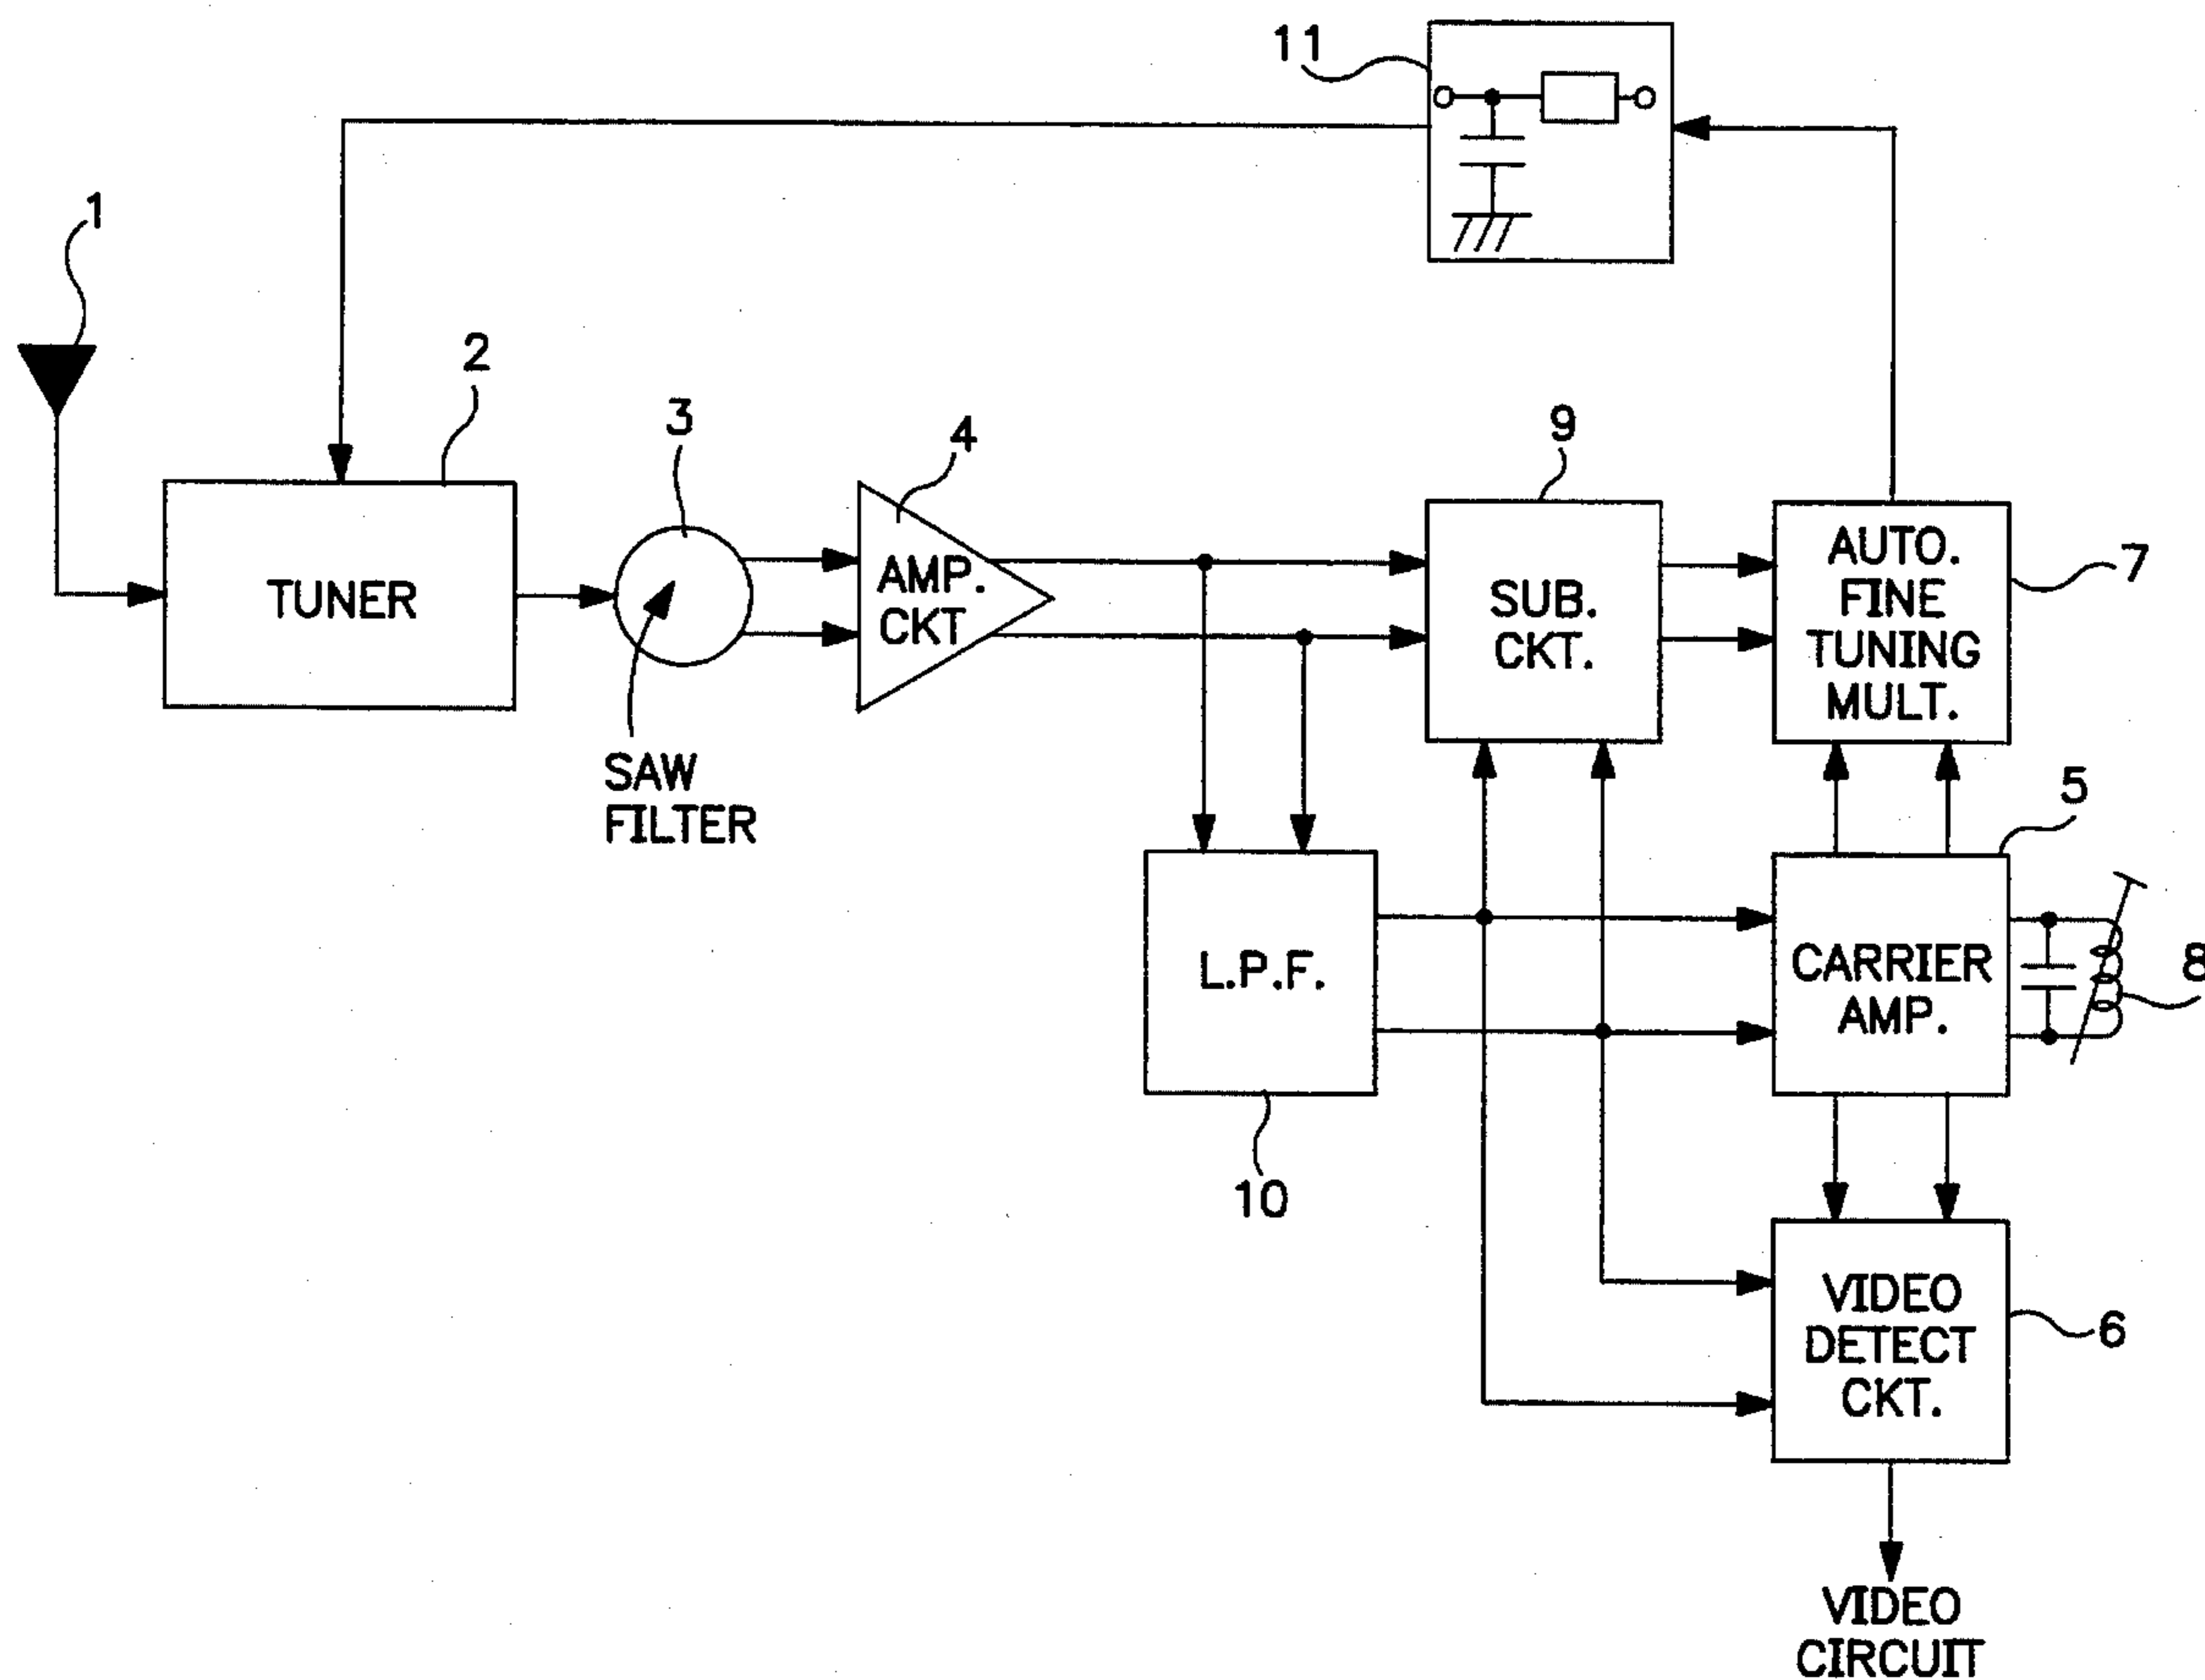 11
1
2
3
4
9
TUNER
AMP.
CKT
SUB.
CKT.
AUTO.
FINE
TUNING
MULT.
7
SAW
FILTER
5
L.P.F.
CARRIER
AMP.
8
10
VIDEO
DETECT
CKT.
6
VIDEO
CIRCUIT